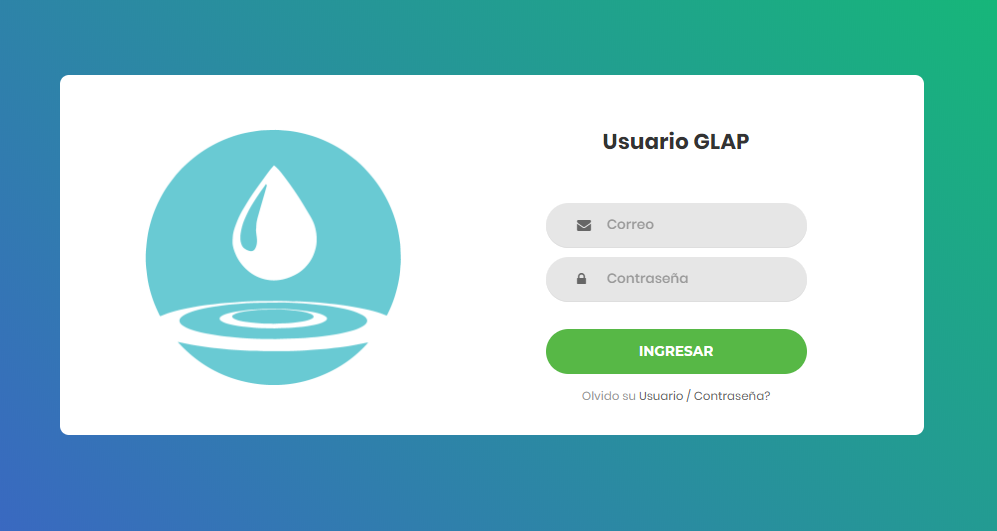 Usuario GLAP
Correo
Contraseña
INGRESAR
Olvido su Usuario / Contraseña?